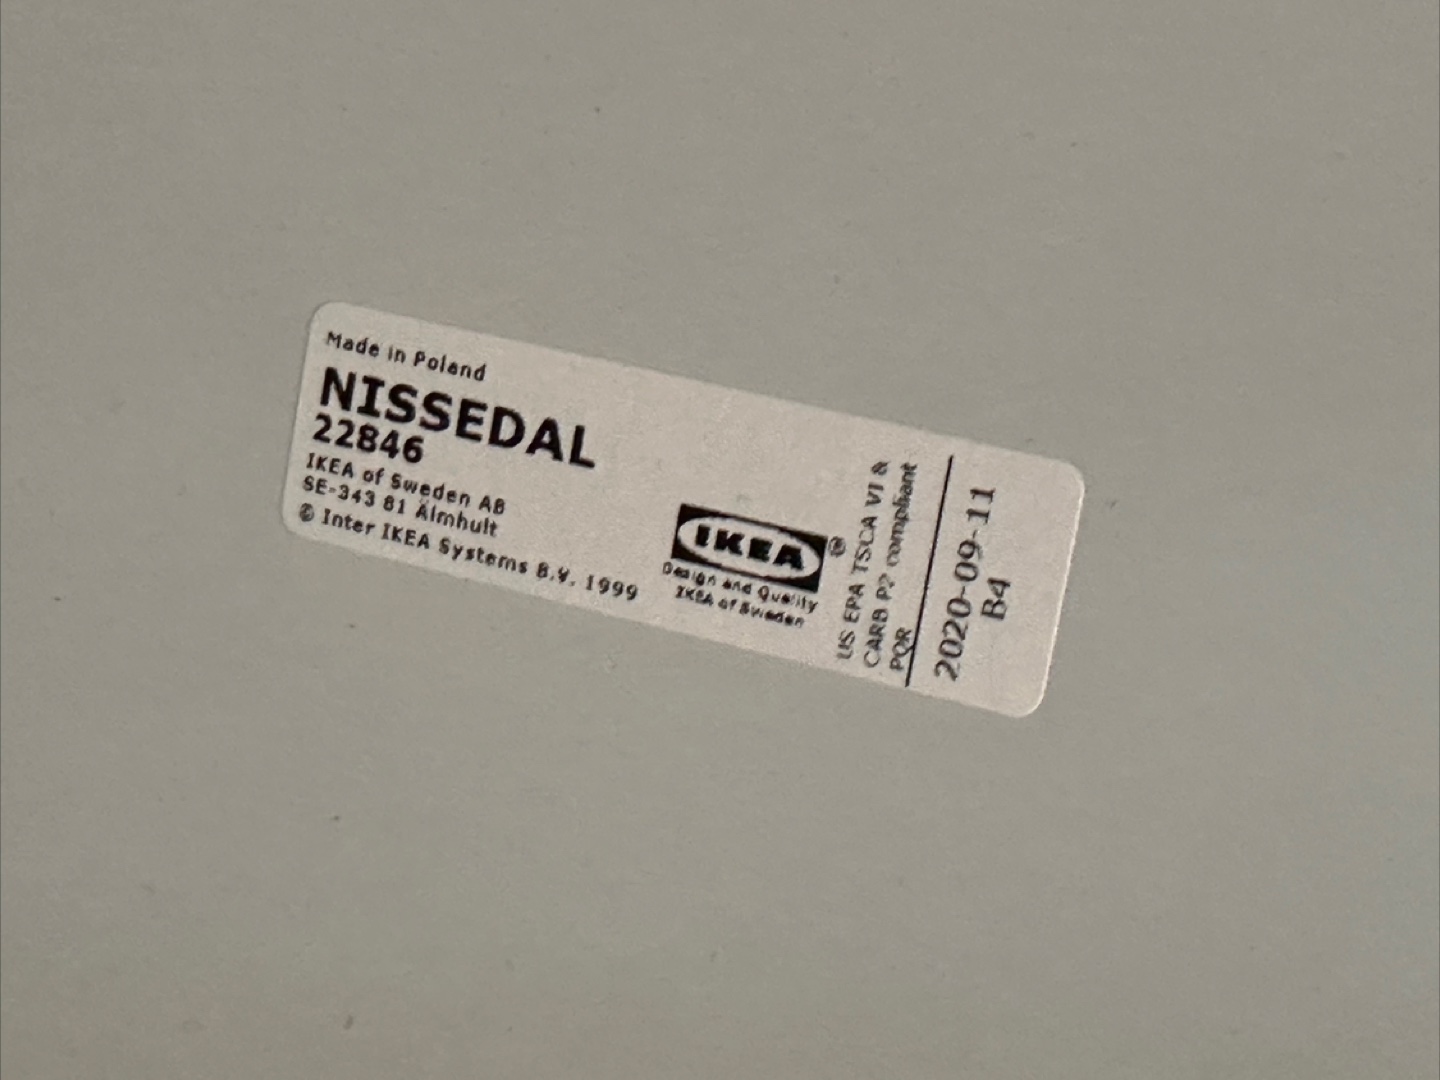 Made in Poland
NISSEDAL
22846
IKEA of Sweden AB
SE-343 81 Älmhult
© Inter IKEA Systems B.V. 1999
IKEA®
Design and Quality
IKEA of Sweden
US EPA TSCA VI &
CARB P2 compliant
PQR
2020-09-11
B4